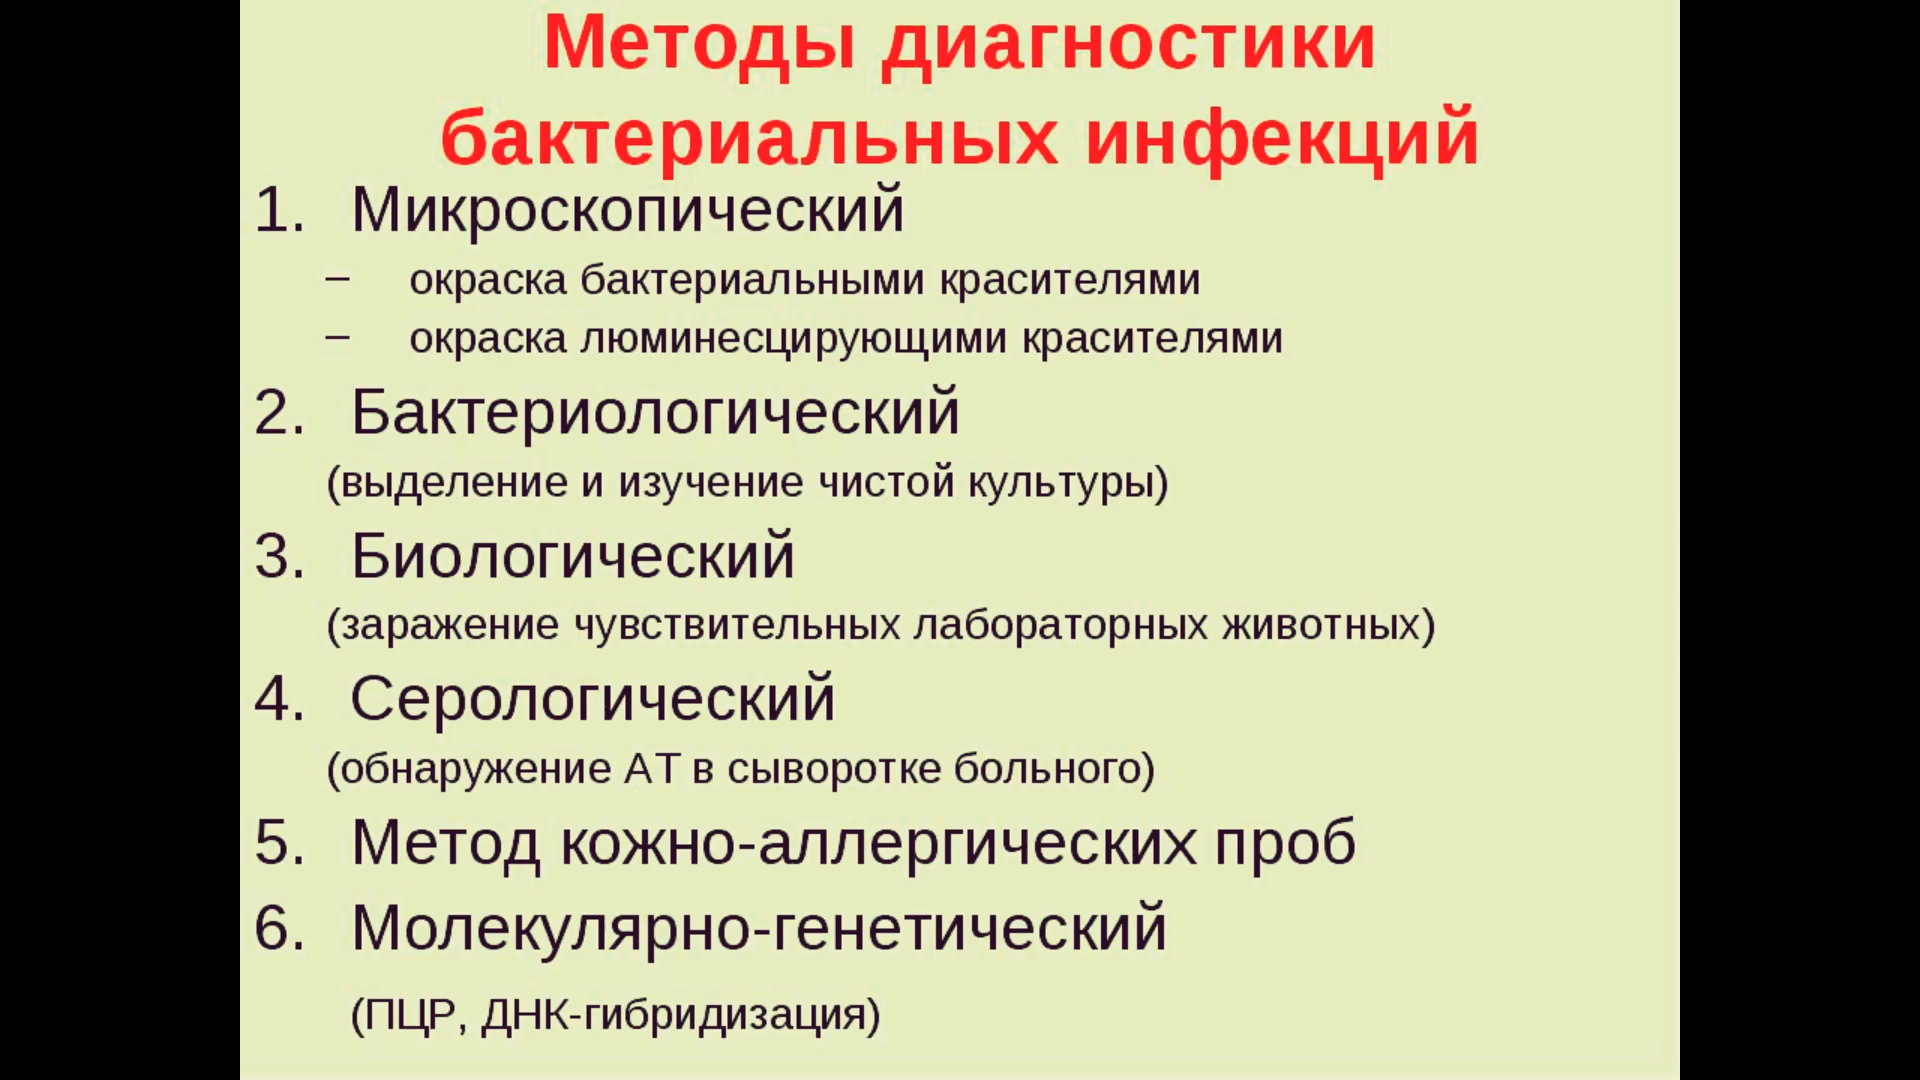 Методы диагностики
бактериальных инфекций
1. Микроскопический
– окраска бактериальными красителями
– окраска люминесцирующими красителями
2. Бактериологический
(выделение и изучение чистой культуры)
3. Биологический
(заражение чувствительных лабораторных животных)
4. Серологический
(обнаружение АТ в сыворотке больного)
5. Метод кожно-аллергических проб
6. Молекулярно-генетический
(ПЦР, ДНК-гибридизация)